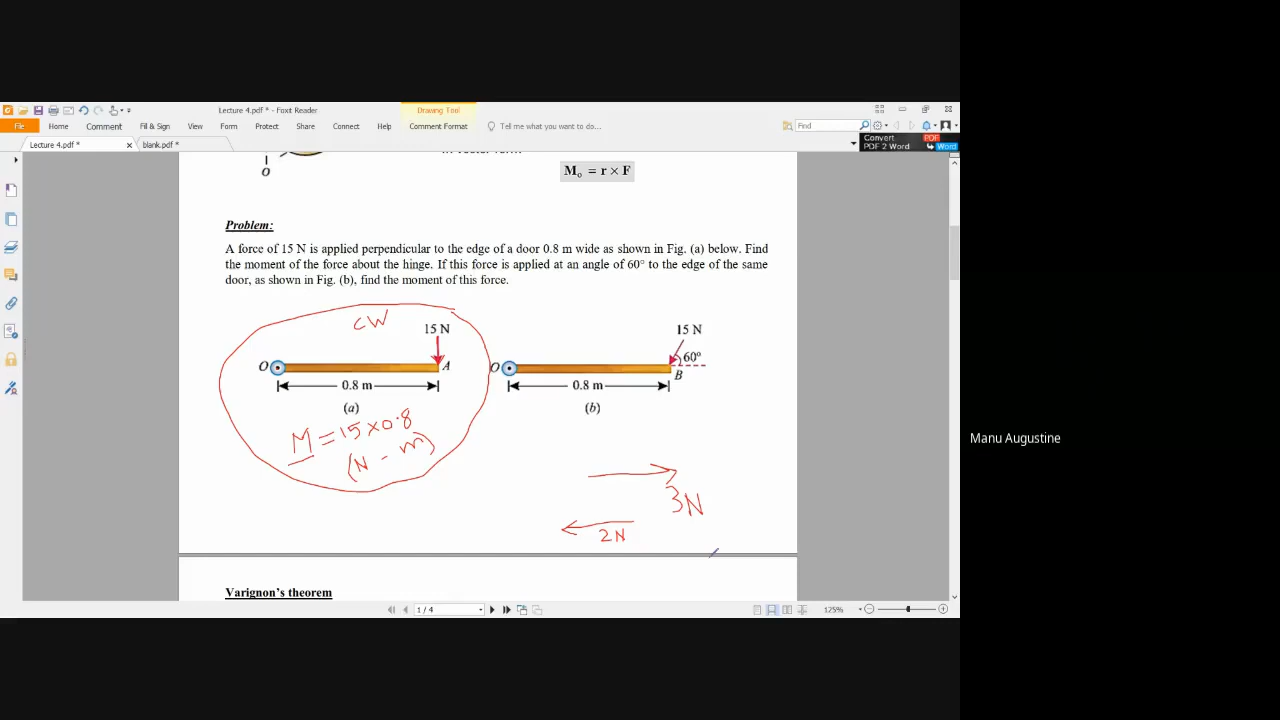 Lecture 4.pdf * - Foxit Reader
Drawing Tool
File Home Comment Fill & Sign View Form Protect Share Connect Help Comment Format Tell me what you want to do... Find
Lecture 4.pdf * blank.pdf *
Convert PDF
PDF 2 Word Word
O
M₀ = r × F
Problem:
A force of 15 N is applied perpendicular to the edge of a door 0.8 m wide as shown in Fig. (a) below. Find
the moment of the force about the hinge. If this force is applied at an angle of 60° to the edge of the same
door, as shown in Fig. (b), find the moment of this force.
CW
15 N 15 N
60°
O A O B
0.8 m 0.8 m
(a) (b)
M = 15 × 0.8
(N - m)
3N
2N
Manu Augustine
Varignon's theorem
1 / 4 125%